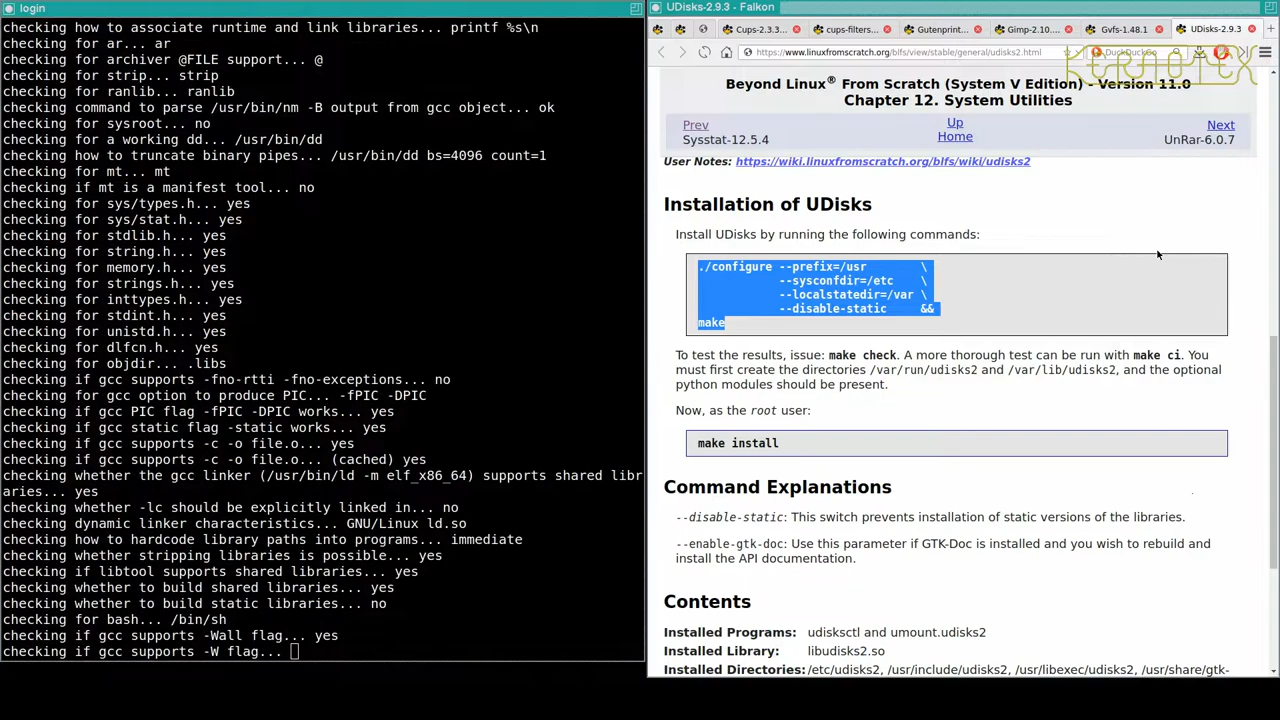 login
checking how to associate runtime and link libraries... printf %s\n
checking for ar... ar
checking for archiver @FILE support... @
checking for strip... strip
checking for ranlib... ranlib
checking command to parse /usr/bin/nm -B output from gcc object... ok
checking for sysroot... no
checking for a working dd... /usr/bin/dd
checking how to truncate binary pipes... /usr/bin/dd bs=4096 count=1
checking for mt... mt
checking if mt is a manifest tool... no
checking for sys/types.h... yes
checking for sys/stat.h... yes
checking for stdlib.h... yes
checking for string.h... yes
checking for memory.h... yes
checking for strings.h... yes
checking for inttypes.h... yes
checking for stdint.h... yes
checking for unistd.h... yes
checking for dlfcn.h... yes
checking for objdir... .libs
checking if gcc supports -fno-rtti -fno-exceptions... no
checking for gcc option to produce PIC... -fPIC -DPIC
checking if gcc PIC flag -fPIC -DPIC works... yes
checking if gcc static flag -static works... yes
checking if gcc supports -c -o file.o... yes
checking if gcc supports -c -o file.o... (cached) yes
checking whether the gcc linker (/usr/bin/ld -m elf_x86_64) supports shared libr
aries... yes
checking whether -lc should be explicitly linked in... no
checking dynamic linker characteristics... GNU/Linux ld.so
checking how to hardcode library paths into programs... immediate
checking whether stripping libraries is possible... yes
checking if libtool supports shared libraries... yes
checking whether to build shared libraries... yes
checking whether to build static libraries... no
checking for bash... /bin/sh
checking if gcc supports -Wall flag... yes
checking if gcc supports -W flag...
UDisks-2.9.3 - Falkon
Cups-2.3.3... cups-filters... Gutenprint... Gimp-2.10.... Gvfs-1.48.1 UDisks-2.9.3
https://www.linuxfromscratch.org/blfs/view/stable/general/udisks2.html DuckDuckGo
KERNOTEX
Beyond Linux® From Scratch (System V Edition) - Version 11.0
Chapter 12. System Utilities
Prev Up Next
Sysstat-12.5.4 Home UnRar-6.0.7
User Notes: https://wiki.linuxfromscratch.org/blfs/wiki/udisks2
Installation of UDisks
Install UDisks by running the following commands:
./configure --prefix=/usr \
--sysconfdir=/etc \
--localstatedir=/var \
--disable-static &&
make
To test the results, issue: make check. A more thorough test can be run with make ci. You
must first create the directories /var/run/udisks2 and /var/lib/udisks2, and the optional
python modules should be present.
Now, as the root user:
make install
Command Explanations
--disable-static: This switch prevents installation of static versions of the libraries.
--enable-gtk-doc: Use this parameter if GTK-Doc is installed and you wish to rebuild and
install the API documentation.
Contents
Installed Programs: udisksctl and umount.udisks2
Installed Library: libudisks2.so
Installed Directories: /etc/udisks2, /usr/include/udisks2, /usr/libexec/udisks2, /usr/share/gtk-